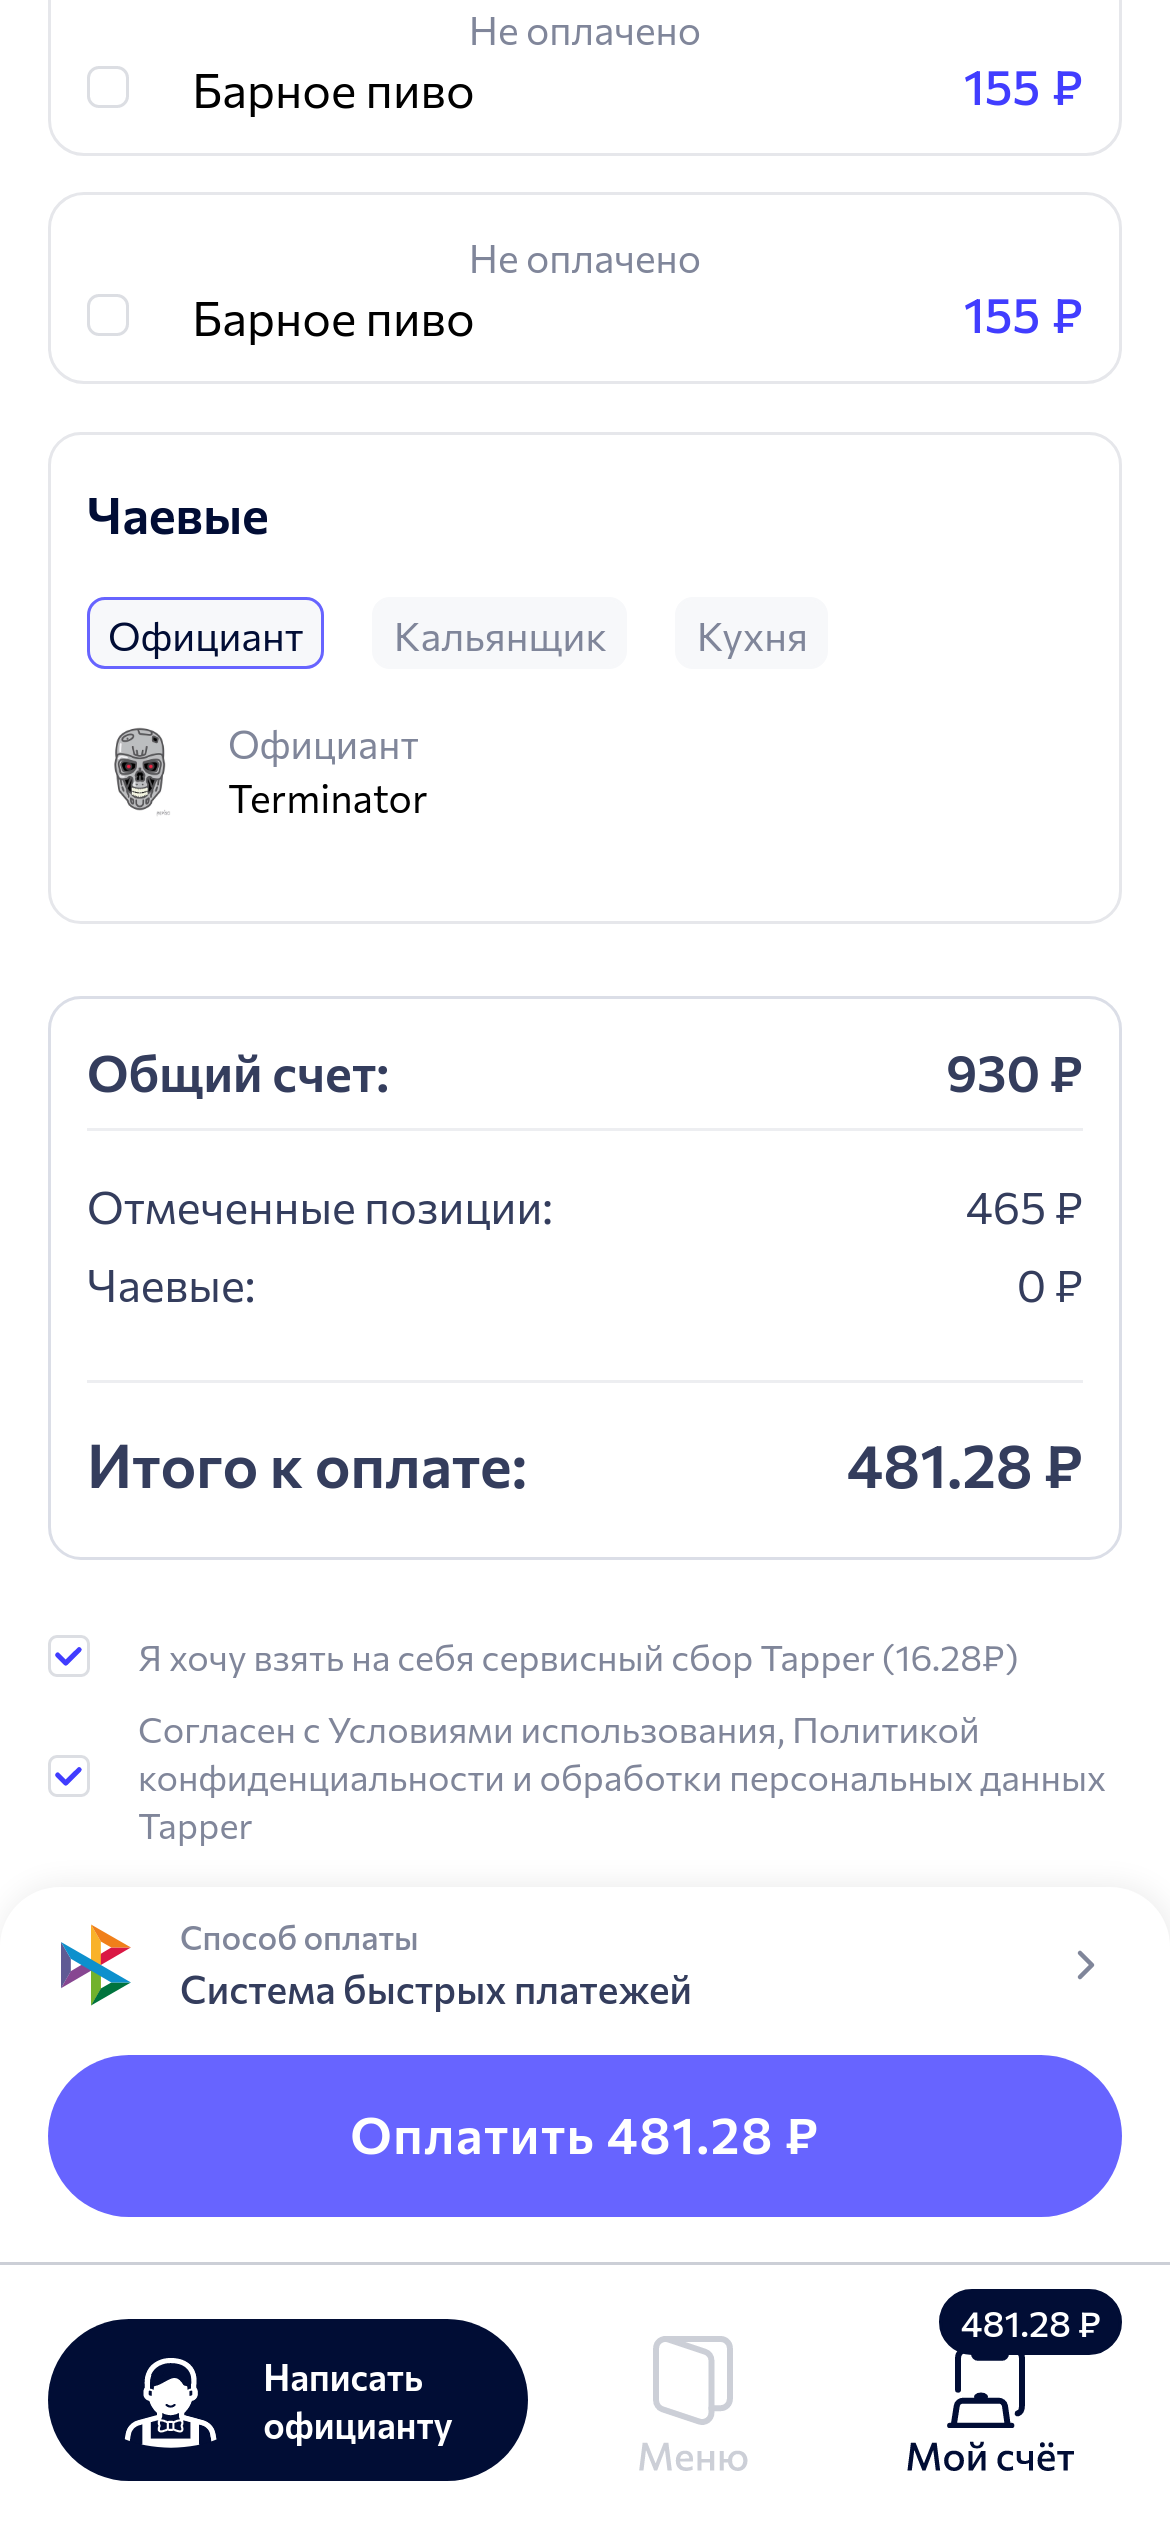 Не оплачено
Барное пиво 155 ₽
Не оплачено
Барное пиво 155 ₽
Чаевые
Официант Кальянщик Кухня
Официант
Terminator
Общий счет: 930 ₽
Отмеченные позиции: 465 ₽
Чаевые: 0 ₽
Итого к оплате: 481.28 ₽
Я хочу взять на себя сервисный сбор Tapper (16.28₽)
Согласен с Условиями использования, Политикой
конфиденциальности и обработки персональных данных
Tapper
Способ оплаты
Система быстрых платежей
Оплатить 481.28 ₽
481.28 ₽
Написать
официанту
Меню
Мой счёт